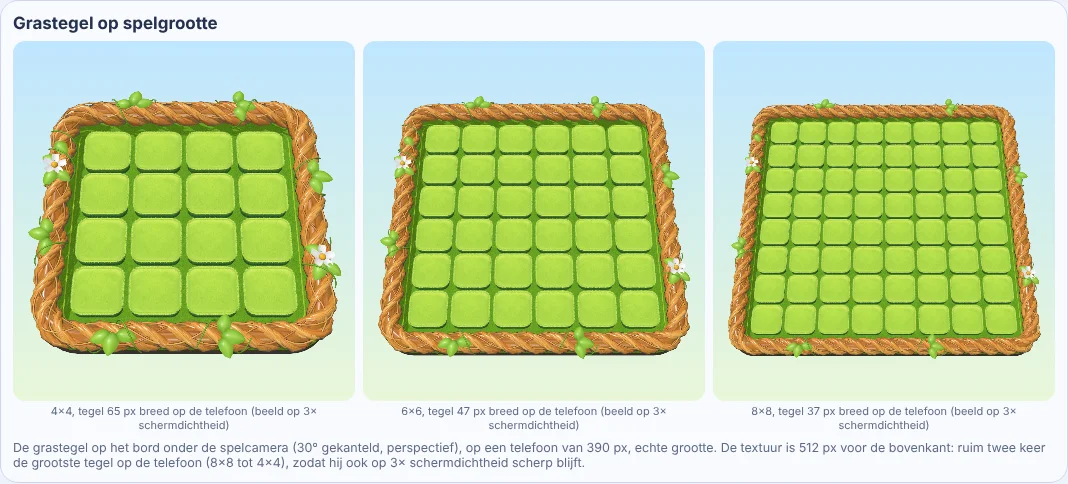 Grastegel op spelgrootte
4×4, tegel 65 px breed op de telefoon (beeld op 3×
schermdichtheid)
6×6, tegel 47 px breed op de telefoon (beeld op 3×
schermdichtheid)
8×8, tegel 37 px breed op de telefoon (beeld op 3×
schermdichtheid)
De grastegel op het bord onder de spelcamera (30° gekanteld, perspectief), op een telefoon van 390 px, echte grootte. De textuur is 512 px voor de bovenkant: ruim twee keer
de grootste tegel op de telefoon (8×8 tot 4×4), zodat hij ook op 3× schermdichtheid scherp blijft.